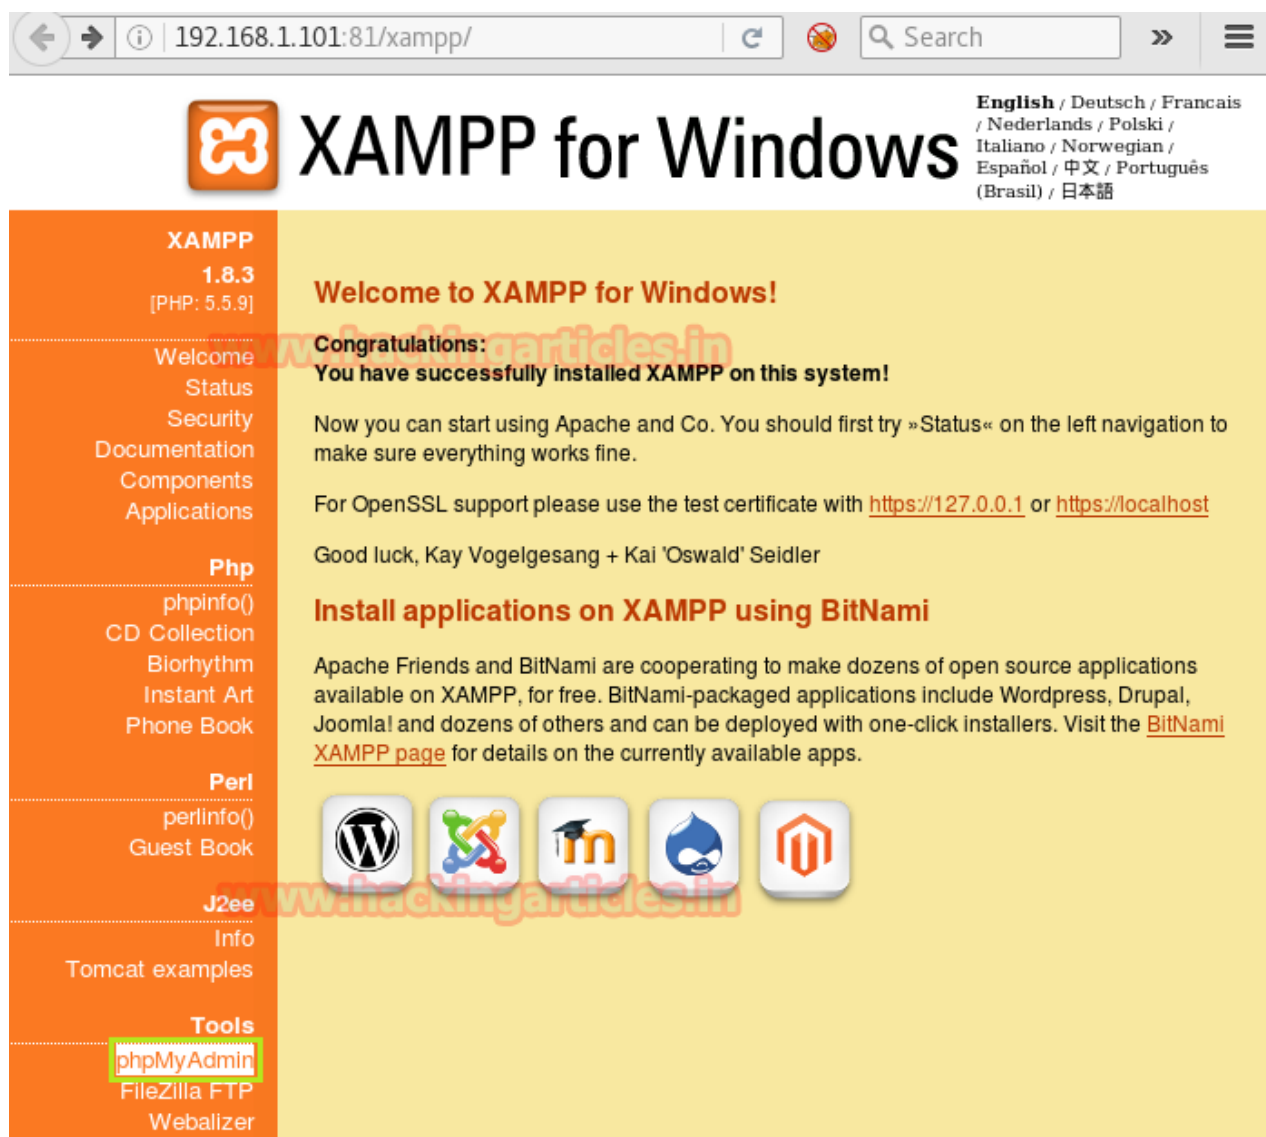 192.168.1.101:81/xampp/
Search
XAMPP for Windows
English / Deutsch / Francais
/ Nederlands / Polski /
Italiano / Norwegian /
Español / 中文 / Português
(Brasil) / 日本語
XAMPP
1.8.3
[PHP: 5.5.9]
Welcome
Status
Security
Documentation
Components
Applications
Php
phpinfo()
CD Collection
Biorhythm
Instant Art
Phone Book
Perl
perlinfo()
Guest Book
J2ee
Info
Tomcat examples
Tools
phpMyAdmin
FileZilla FTP
Webalizer
Welcome to XAMPP for Windows!
www.hackingarticles.in
Congratulations:
You have successfully installed XAMPP on this system!
Now you can start using Apache and Co. You should first try »Status« on the left navigation to
make sure everything works fine.
For OpenSSL support please use the test certificate with https://127.0.0.1 or https://localhost
Good luck, Kay Vogelgesang + Kai 'Oswald' Seidler
Install applications on XAMPP using BitNami
Apache Friends and BitNami are cooperating to make dozens of open source applications
available on XAMPP, for free. BitNami-packaged applications include Wordpress, Drupal,
Joomla! and dozens of others and can be deployed with one-click installers. Visit the BitNami
XAMPP page for details on the currently available apps.
www.hackingarticles.in